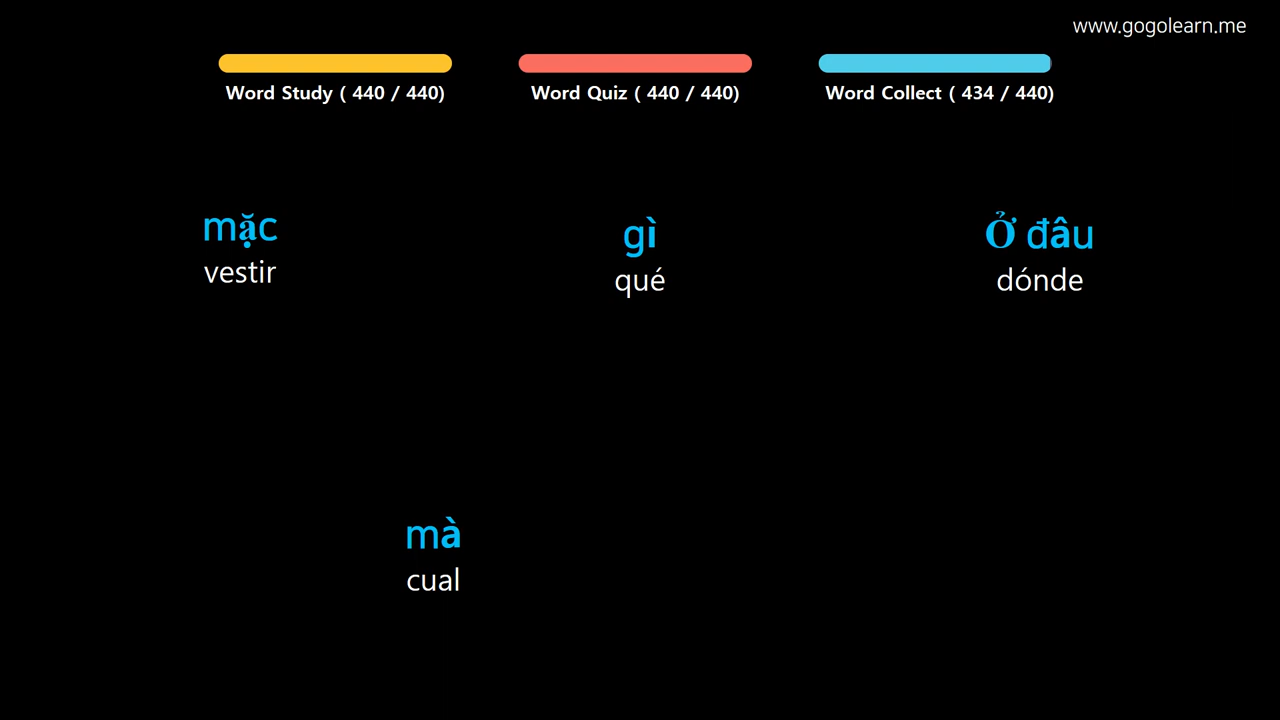 www.gogolearn.me
Word Study ( 440 / 440)
Word Quiz ( 440 / 440)
Word Collect ( 434 / 440)
mặc
vestir
gì
qué
Ở đâu
dónde
mà
cual